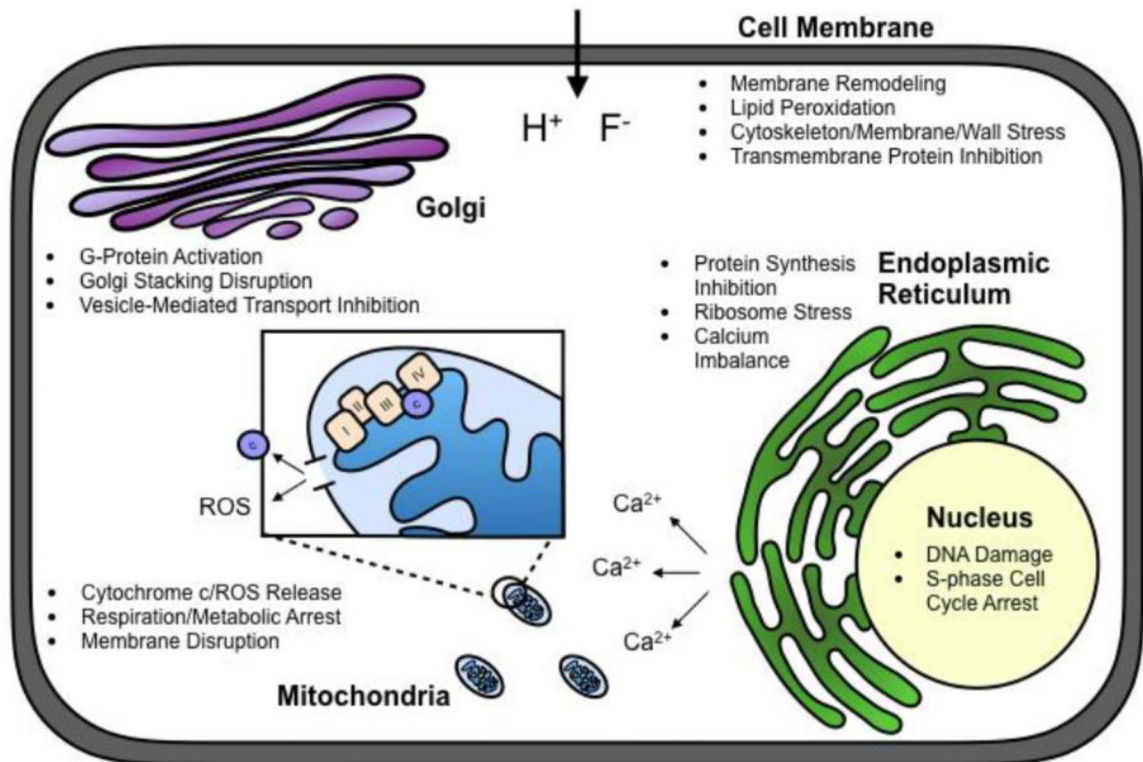 Cell Membrane
• Membrane Remodeling
• Lipid Peroxidation
• Cytoskeleton/Membrane/Wall Stress
• Transmembrane Protein Inhibition
H⁺ F⁻
Golgi
• G-Protein Activation
• Golgi Stacking Disruption
• Vesicle-Mediated Transport Inhibition
Endoplasmic
Reticulum
• Protein Synthesis
Inhibition
• Ribosome Stress
• Calcium
Imbalance
I
II
III
IV
c
c
ROS
Ca²⁺
Ca²⁺
Ca²⁺
Nucleus
• DNA Damage
• S-phase Cell
Cycle Arrest
• Cytochrome c/ROS Release
• Respiration/Metabolic Arrest
• Membrane Disruption
Mitochondria